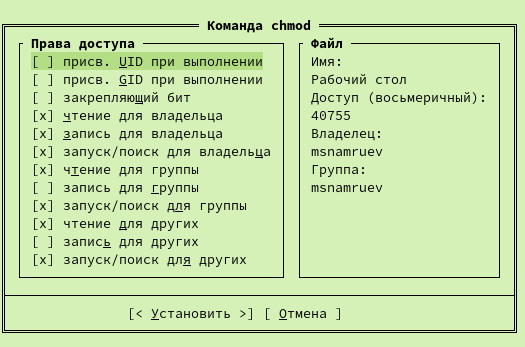 Команда chmod
Права доступа
[ ] присв. UID при выполнении
[ ] присв. GID при выполнении
[ ] закрепляющий бит
[x] чтение для владельца
[x] запись для владельца
[x] запуск/поиск для владельца
[x] чтение для группы
[ ] запись для группы
[x] запуск/поиск для группы
[x] чтение для других
[ ] запись для других
[x] запуск/поиск для других
Файл
Имя:
Рабочий стол
Доступ (восьмеричный):
40755
Владелец:
msnamruev
Группа:
msnamruev
[< Установить >] [ Отмена ]